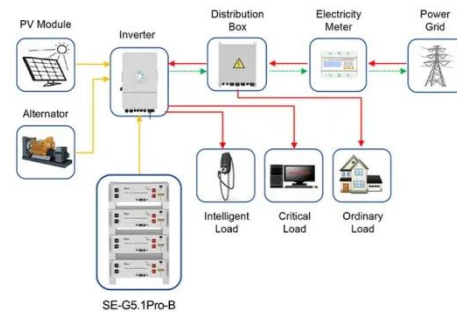 PV Module
Inverter
Distribution
Box
Electricity
Meter
Power
Grid
Alternator
Intelligent
Load
Critical
Load
Ordinary
Load
SE-G5.1Pro-B